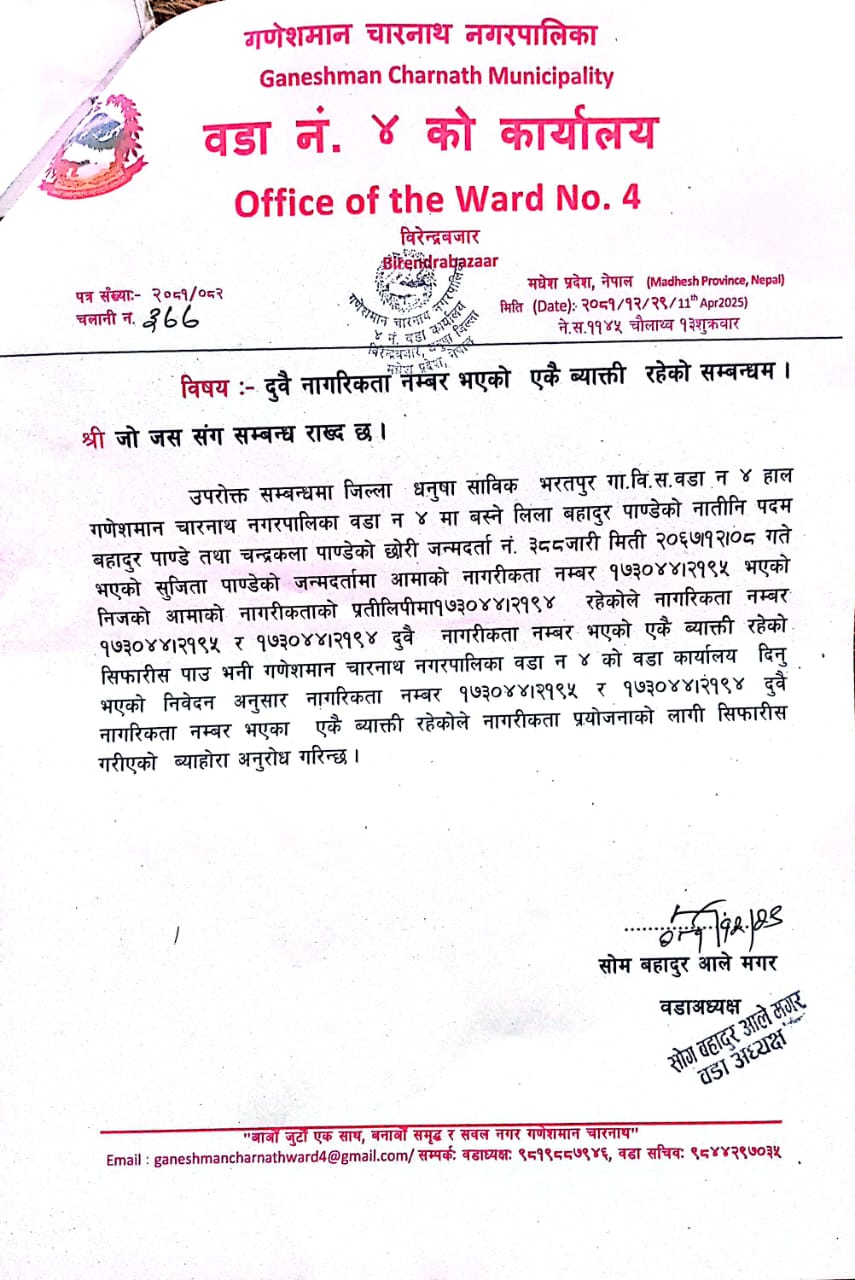 गणेशमान चारनाथ नगरपालिका
Ganeshman Charnath Municipality
वडा नं. ४ को कार्यालय
Office of the Ward No. 4
विरेन्द्रबजार
Birendrabazaar
पत्र संख्याः- २०८१/०८२
मधेश प्रदेश, नेपाल (Madhesh Province, Nepal)
चलानी न. ३६६
मिति (Date): २०८१/१२/२९/11th Apr2025)
ने.स.११४५ चौलाथ्व १३शुक्रवार
गणेशमान चारनाथ नगरपालिका
४ नं. वडा कार्यालय
विरेन्द्रबजार, धनुषा जिल्ला
मधेश प्रदेश, नेपाल
विषय :- दुवै नागरिकता नम्बर भएको एकै ब्याक्ती रहेको सम्बन्धम ।
श्री जो जस संग सम्बन्ध राख्द छ ।
उपरोक्त सम्बन्धमा जिल्ला धनुषा साविक भरतपुर गा.वि.स.वडा न ४ हाल
गणेशमान चारनाथ नगरपालिका वडा न ४ मा बस्ने लिला बहादुर पाण्डेको नातीनि पदम
बहादुर पाण्डे तथा चन्द्रकला पाण्डेको छोरी जन्मदर्ता नं. ३८८जारी मिती २०६७।१२।०८ गते
भएको सुजिता पाण्डेको जन्मदर्तामा आमाको नागरीकता नम्बर १७३०४४।२१९५ भएको
निजको आमाको नागरीकताको प्रतीलिपीमा१७३०४४।२१९४ रहेकोले नागरिकता नम्बर
१७३०४४।२१९५ र १७३०४४।२१९४ दुवै नागरीकता नम्बर भएको एकै ब्याक्ती रहेको
सिफारीस पाउ भनी गणेशमान चारनाथ नगरपालिका वडा न ४ को वडा कार्यालय दिनु
भएको निवेदन अनुसार नागरिकता नम्बर १७३०४४।२१९५ र १७३०४४।२१९४ दुवै
नागरिकता नम्बर भएका एकै ब्याक्ती रहेकोले नागरीकता प्रयोजनाको लागी सिफारीस
गरीएको ब्याहोरा अनुरोध गरिन्छ ।
सोम बहादुर आले मगर
वडाअध्यक्ष
सोम बहादुर आले मगर
वडा अध्यक्ष
"बाबौं जुटौं एक साथ, बनाबौं समृद्ध र सवल नगर गणेशमान चारनाथ"
Email : ganeshmancharnathward4@gmail.com/ सम्पर्कः वडाध्यक्षः ९८१९८८७९४६, वडा सचिवः ९८४४२९७०३५